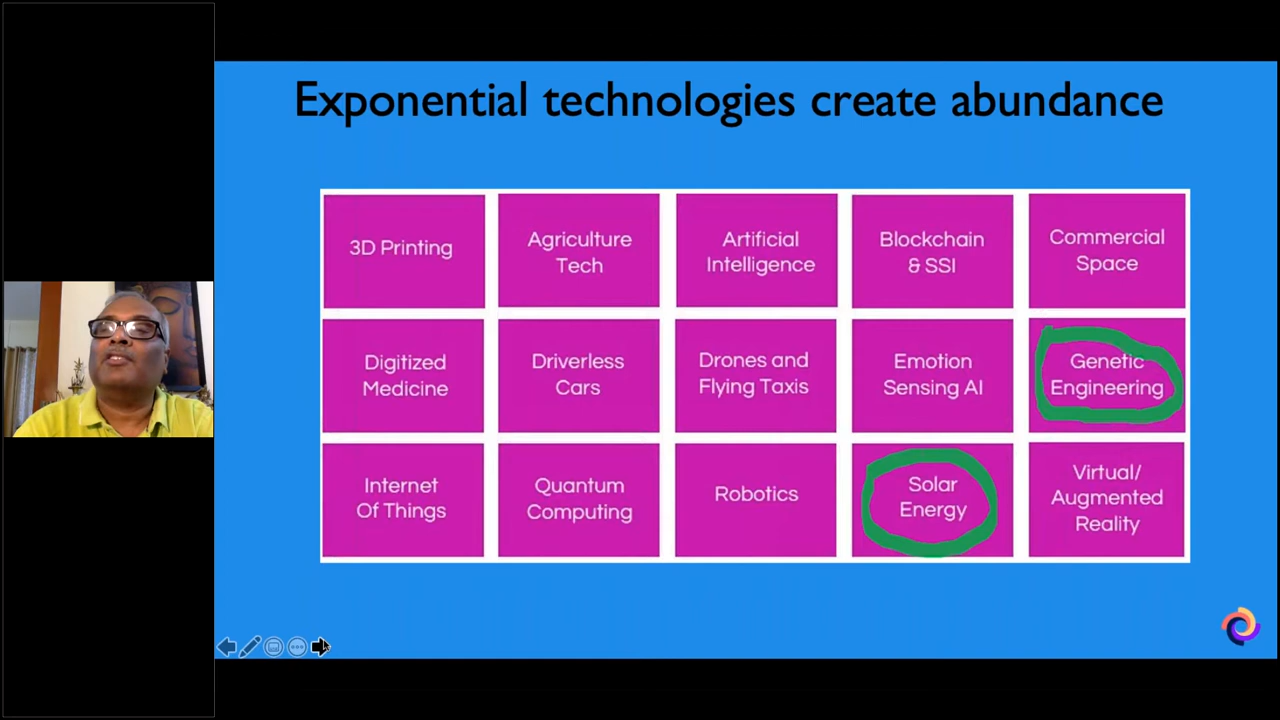 Exponential technologies create abundance
3D Printing
Agriculture
Tech
Artificial
Intelligence
Blockchain
& SSI
Commercial
Space
Digitized
Medicine
Driverless
Cars
Drones and
Flying Taxis
Emotion
Sensing AI
Genetic
Engineering
Internet
Of Things
Quantum
Computing
Robotics
Solar
Energy
Virtual/
Augmented
Reality